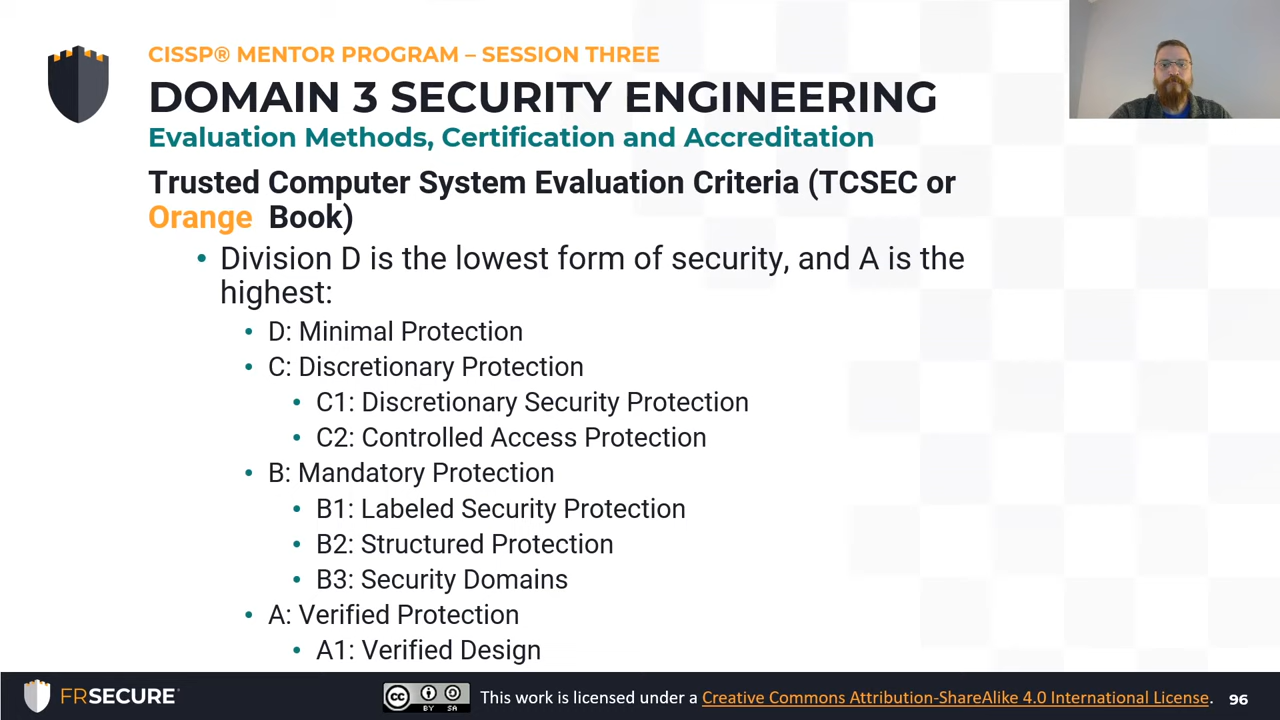 CISSP® MENTOR PROGRAM – SESSION THREE
DOMAIN 3 SECURITY ENGINEERING
Evaluation Methods, Certification and Accreditation
Trusted Computer System Evaluation Criteria (TCSEC or
Orange Book)
• Division D is the lowest form of security, and A is the
highest:
• D: Minimal Protection
• C: Discretionary Protection
• C1: Discretionary Security Protection
• C2: Controlled Access Protection
• B: Mandatory Protection
• B1: Labeled Security Protection
• B2: Structured Protection
• B3: Security Domains
• A: Verified Protection
• A1: Verified Design
FRSECURE
CC BY SA
This work is licensed under a Creative Commons Attribution-ShareAlike 4.0 International License.
96